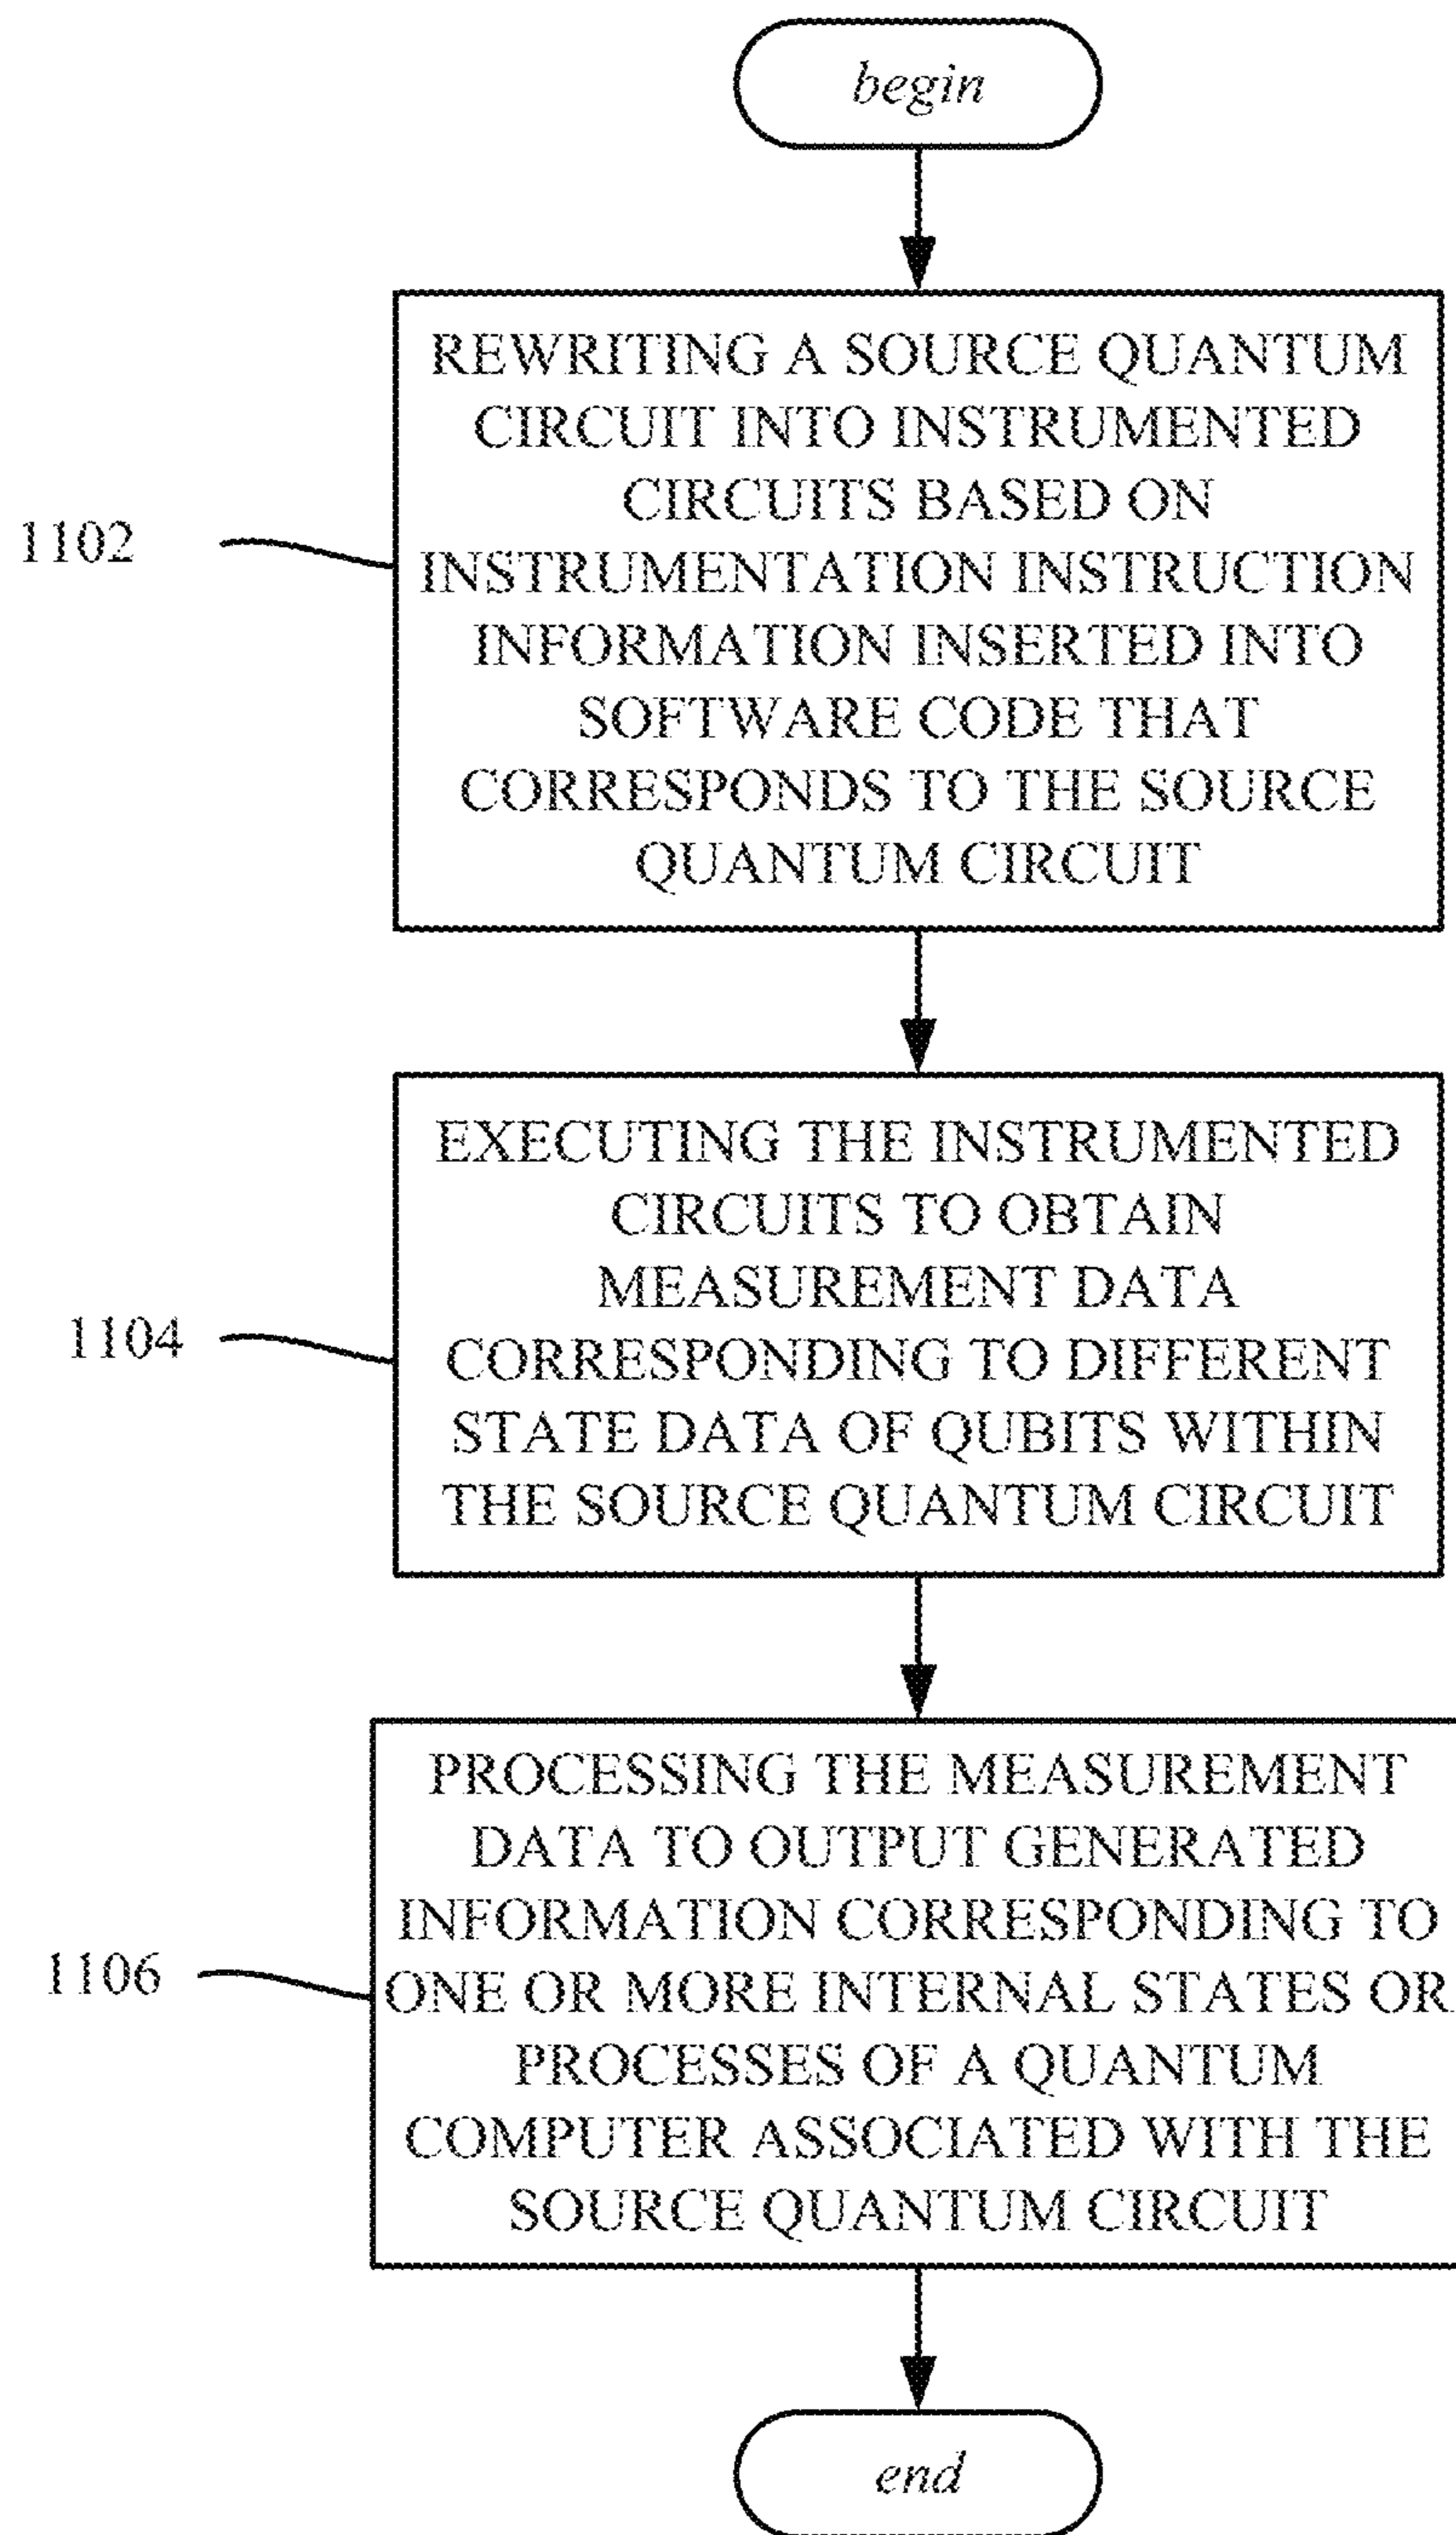 begin
REWRITING A SOURCE QUANTUM
CIRCUIT INTO INSTRUMENTED
CIRCUITS BASED ON
INSTRUMENTATION INSTRUCTION
INFORMATION INSERTED INTO
SOFTWARE CODE THAT
CORRESPONDS TO THE SOURCE
QUANTUM CIRCUIT
1102
EXECUTING THE INSTRUMENTED
CIRCUITS TO OBTAIN
MEASUREMENT DATA
CORRESPONDING TO DIFFERENT
STATE DATA OF QUBITS WITHIN
THE SOURCE QUANTUM CIRCUIT
1104
PROCESSING THE MEASUREMENT
DATA TO OUTPUT GENERATED
INFORMATION CORRESPONDING TO
ONE OR MORE INTERNAL STATES OR
PROCESSES OF A QUANTUM
COMPUTER ASSOCIATED WITH THE
SOURCE QUANTUM CIRCUIT
1106
end